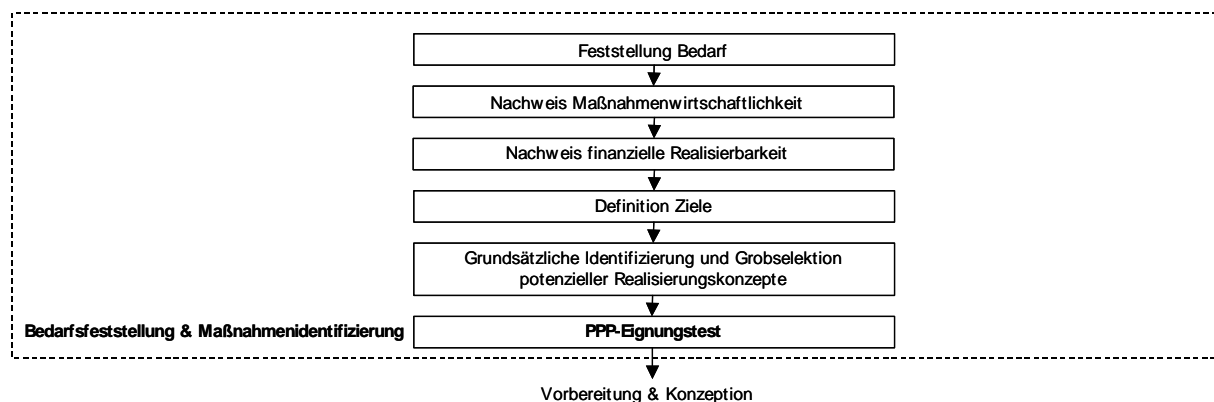 Feststellung Bedarf
Nachweis Maßnahmenwirtschaftlichkeit
Nachweis finanzielle Realisierbarkeit
Definition Ziele
Grundsätzliche Identifizierung und Grobselektion
potenzieller Realisierungskonzepte
Bedarfsfeststellung & Maßnahmenidentifizierung
PPP-Eignungstest
Vorbereitung & Konzeption